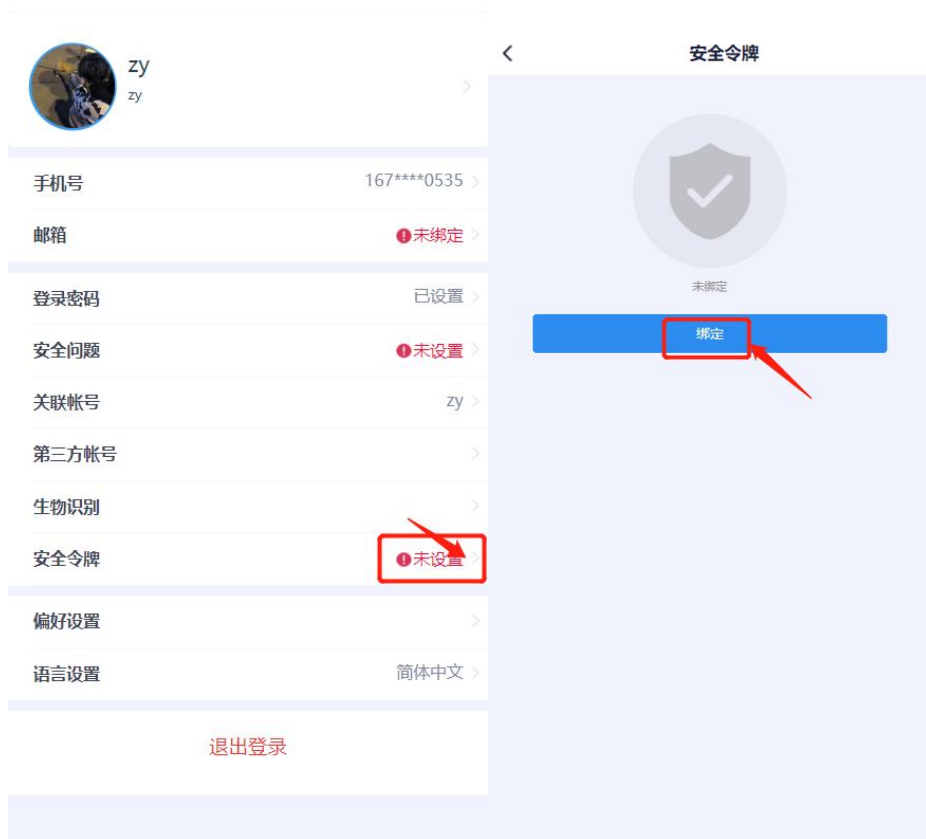 zy
zy
手机号 167****0535
邮箱 未绑定
登录密码 已设置
安全问题 未设置
关联帐号 zy
第三方帐号
生物识别
安全令牌 未设置
偏好设置
语言设置 简体中文
退出登录
安全令牌
未绑定
绑定